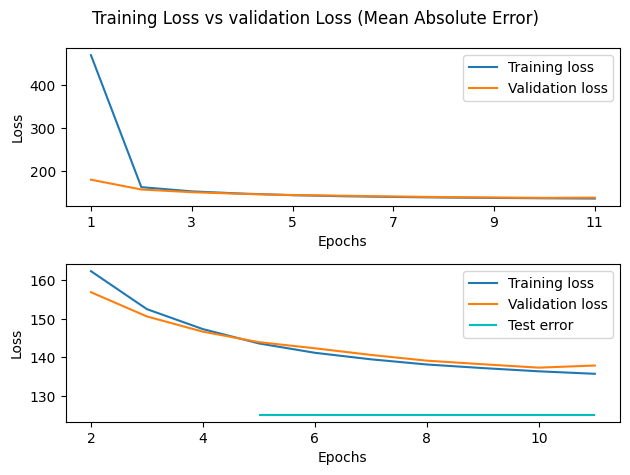 Training Loss vs validation Loss (Mean Absolute Error)
Training loss
Validation loss
400
300
200
Loss
1 3 5 7 9 11
Epochs
Training loss
Validation loss
Test error
160
150
140
130
Loss
2 4 6 8 10
Epochs